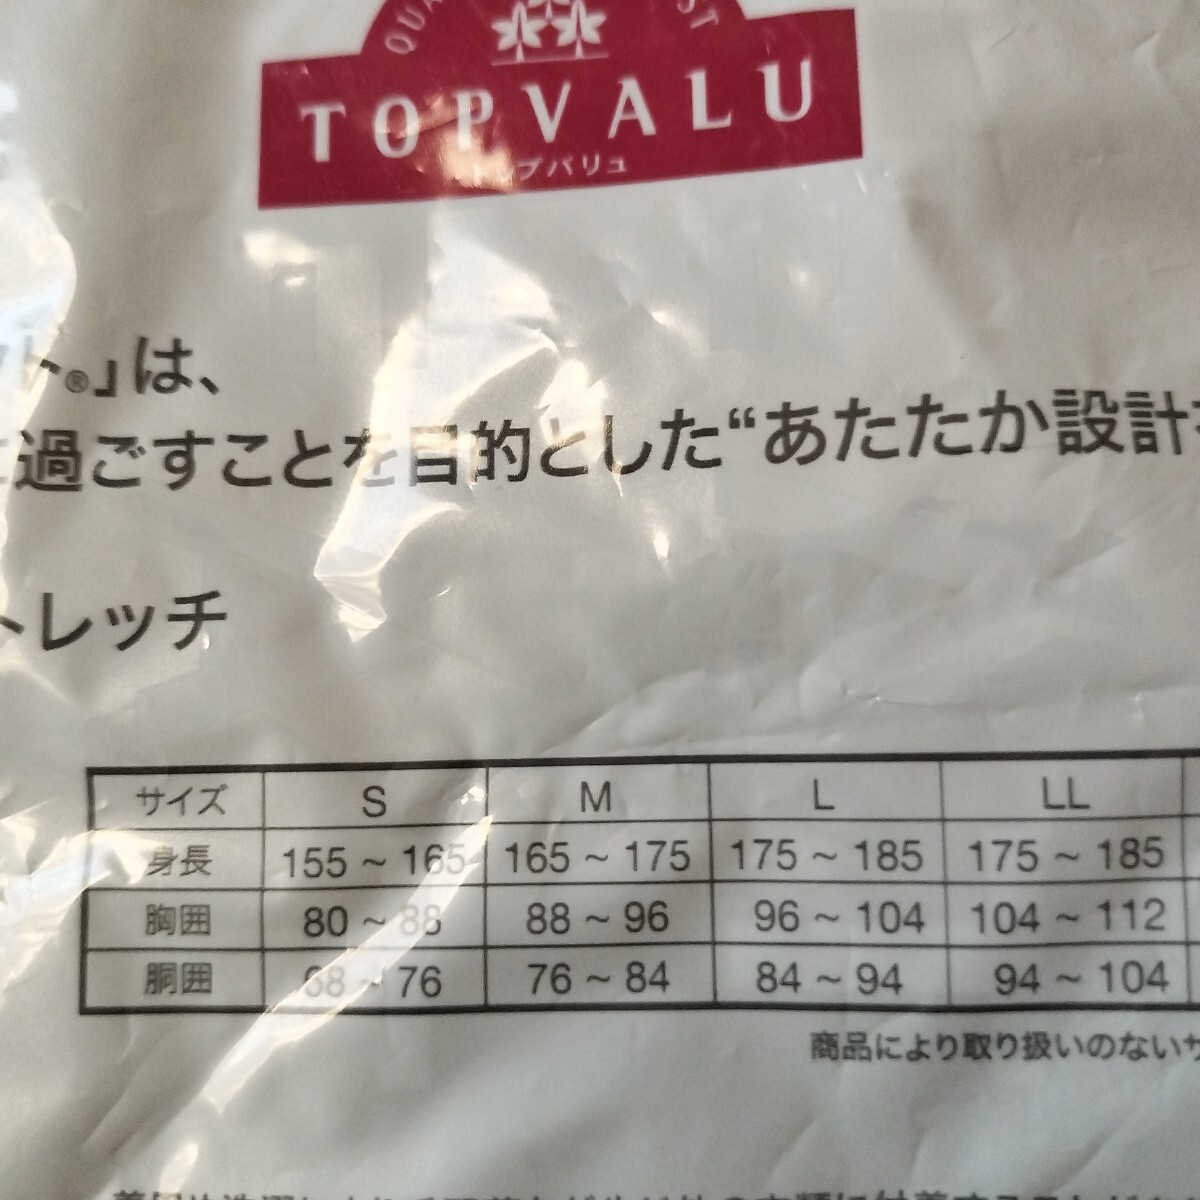 TOPVALU
トップバリュ
ト®」は、
過ごすことを目的とした“あたたか設計
トレッチ
サイズ S M L LL
身長 155 ~ 165 165 ~ 175 175 ~ 185 175 ~ 185
胸囲 80 ~ 88 88 ~ 96 96 ~ 104 104 ~ 112
胴囲 68 ~ 76 76 ~ 84 84 ~ 94 94 ~ 104
商品により取り扱いのないサ